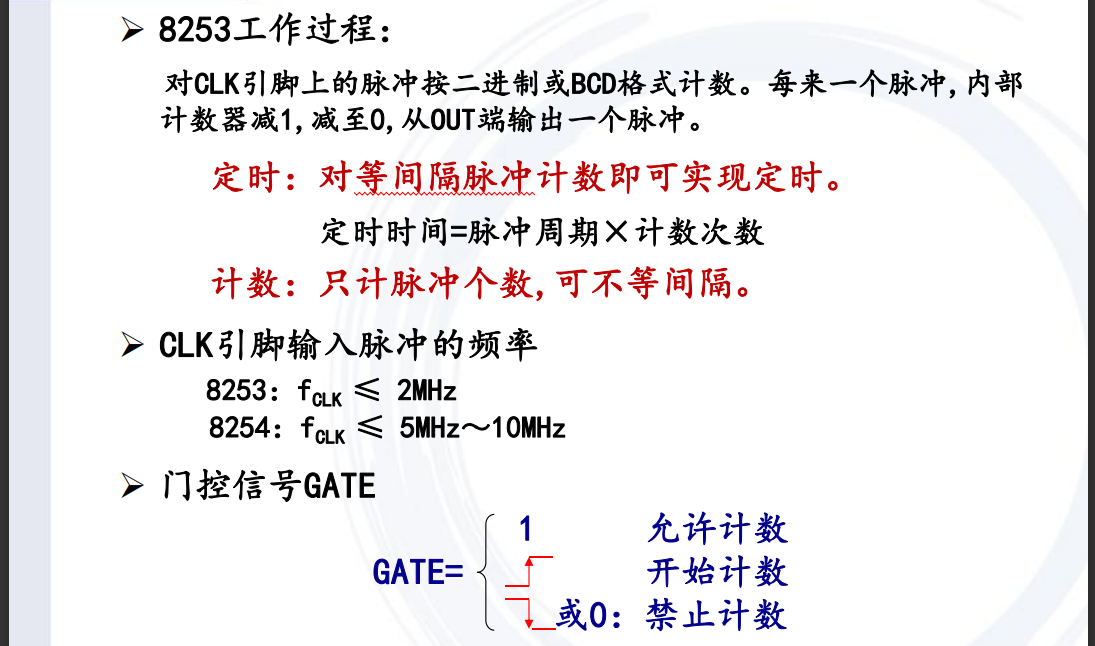 8253工作过程:
对CLK引脚上的脉冲按二进制或BCD格式计数。每来一个脉冲,内部
计数器减1,减至0,从OUT端输出一个脉冲。
定时: 对等间隔脉冲计数即可实现定时。
定时时间=脉冲周期×计数次数
计数: 只计脉冲个数,可不等间隔。
CLK引脚输入脉冲的频率
8253: fCLK ≤ 2MHz
8254: fCLK ≤ 5MHz～10MHz
门控信号GATE
1 允许计数
GATE= 开始计数
或0: 禁止计数